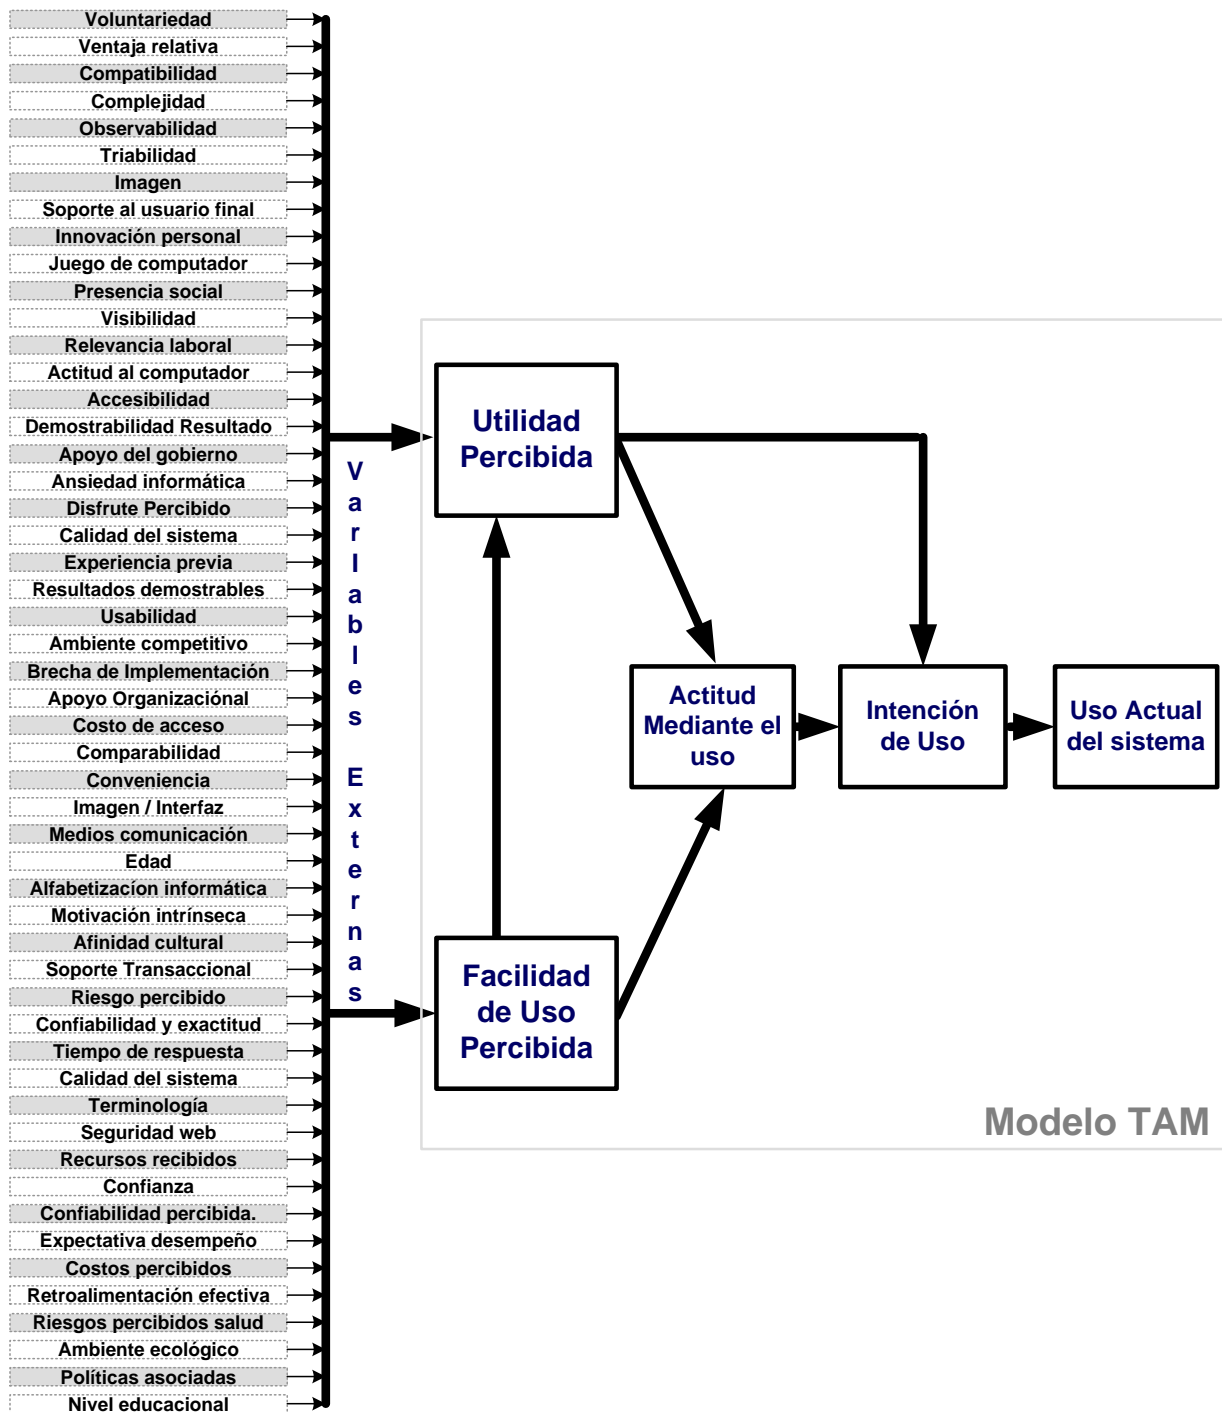 Voluntariedad
Ventaja relativa
Compatibilidad
Complejidad
Observabilidad
Triabilidad
Imagen
Soporte al usuario final
Innovación personal
Juego de computador
Presencia social
Visibilidad
Relevancia laboral
Actitud al computador
Accesibilidad
Demostrabilidad Resultado
Apoyo del gobierno
Ansiedad informática
Disfrute Percibido
Calidad del sistema
Experiencia previa
Resultados demostrables
Usabilidad
Ambiente competitivo
Brecha de Implementación
Apoyo Organizaciónal
Costo de acceso
Comparabilidad
Conveniencia
Imagen / Interfaz
Medios comunicación
Edad
Alfabetizacíon informática
Motivación intrínseca
Afinidad cultural
Soporte Transaccional
Riesgo percibido
Confiabilidad y exactitud
Tiempo de respuesta
Calidad del sistema
Terminología
Seguridad web
Recursos recibidos
Confianza
Confiabilidad percibida.
Expectativa desempeño
Costos percibidos
Retroalimentación efectiva
Riesgos percibidos salud
Ambiente ecológico
Políticas asociadas
Nivel educacional
VarIables Externas
Utilidad
Percibida
Facilidad
de Uso
Percibida
Actitud
Mediante el
uso
Intención
de Uso
Uso Actual
del sistema
Modelo TAM